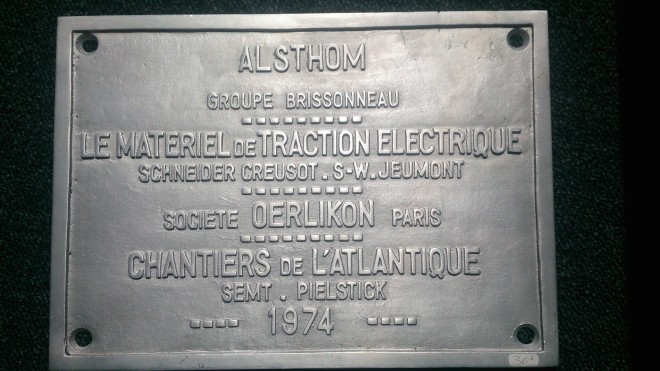 ALSTHOM
GROUPE BRISSONNEAU
LE MATERIEL DE TRACTION ELECTRIQUE
SCHNEIDER CREUSOT. S-W. JEUMONT
SOCIETE OERLIKON PARIS
CHANTIERS DE L'ATLANTIQUE
SEMT. PIELSTICK
1974